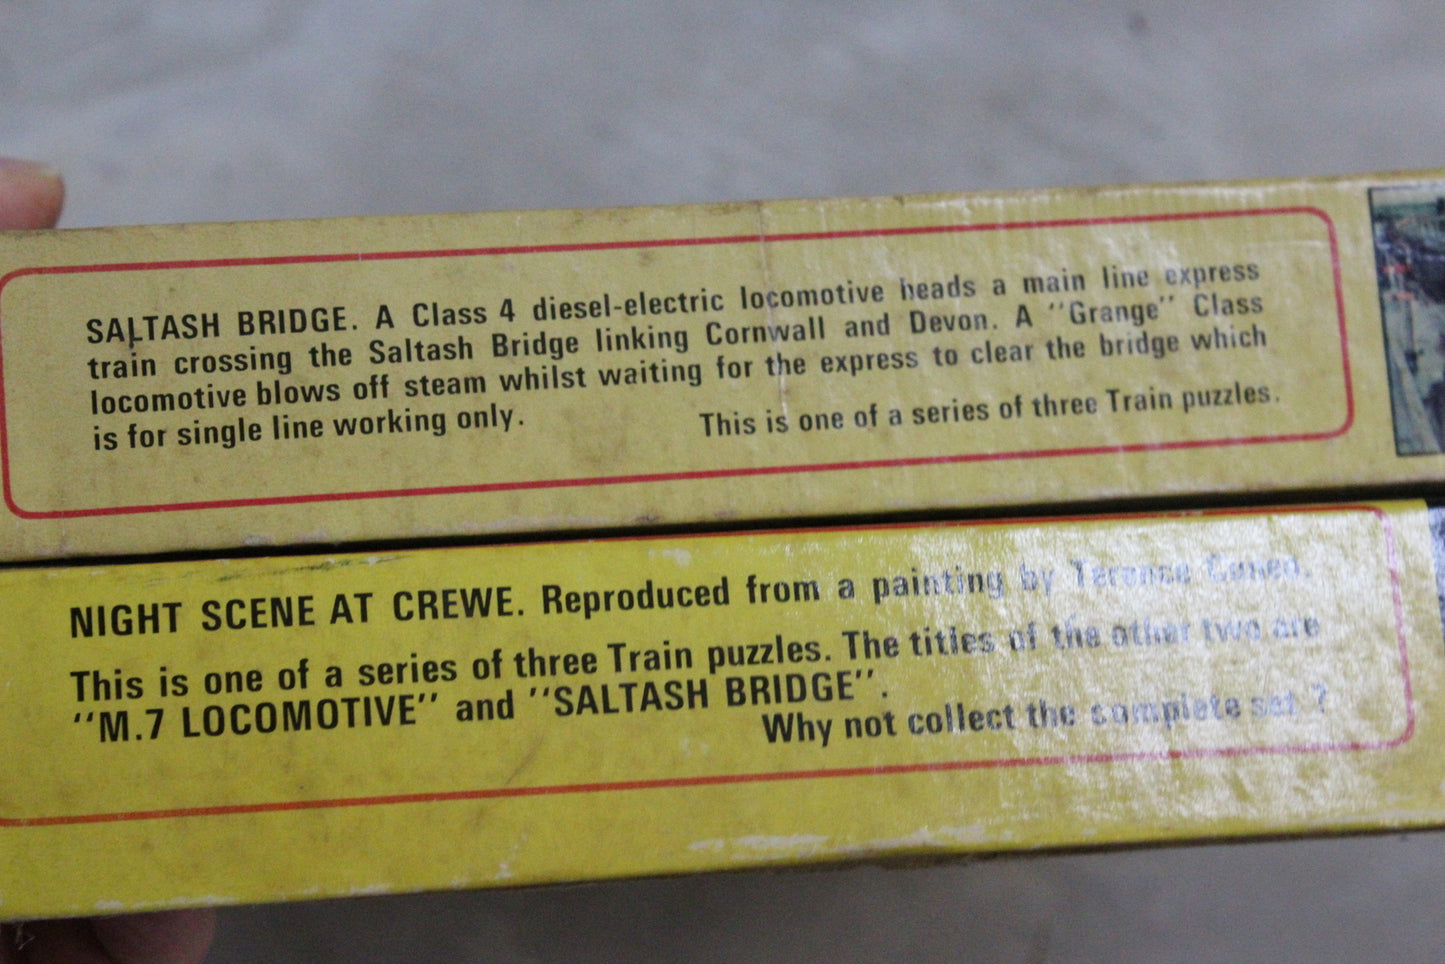 SALTASH BRIDGE. A Class 4 diesel-electric locomotive heads a main line express
train crossing the Saltash Bridge linking Cornwall and Devon. A "Grange" Class
locomotive blows off steam whilst waiting for the express to clear the bridge which
is for single line working only. This is one of a series of three Train puzzles.
NIGHT SCENE AT CREWE. Reproduced from a painting by Terence Cuneo.
This is one of a series of three Train puzzles. The titles of the other two are
"M.7 LOCOMOTIVE" and "SALTASH BRIDGE".
Why not collect the complete set ?